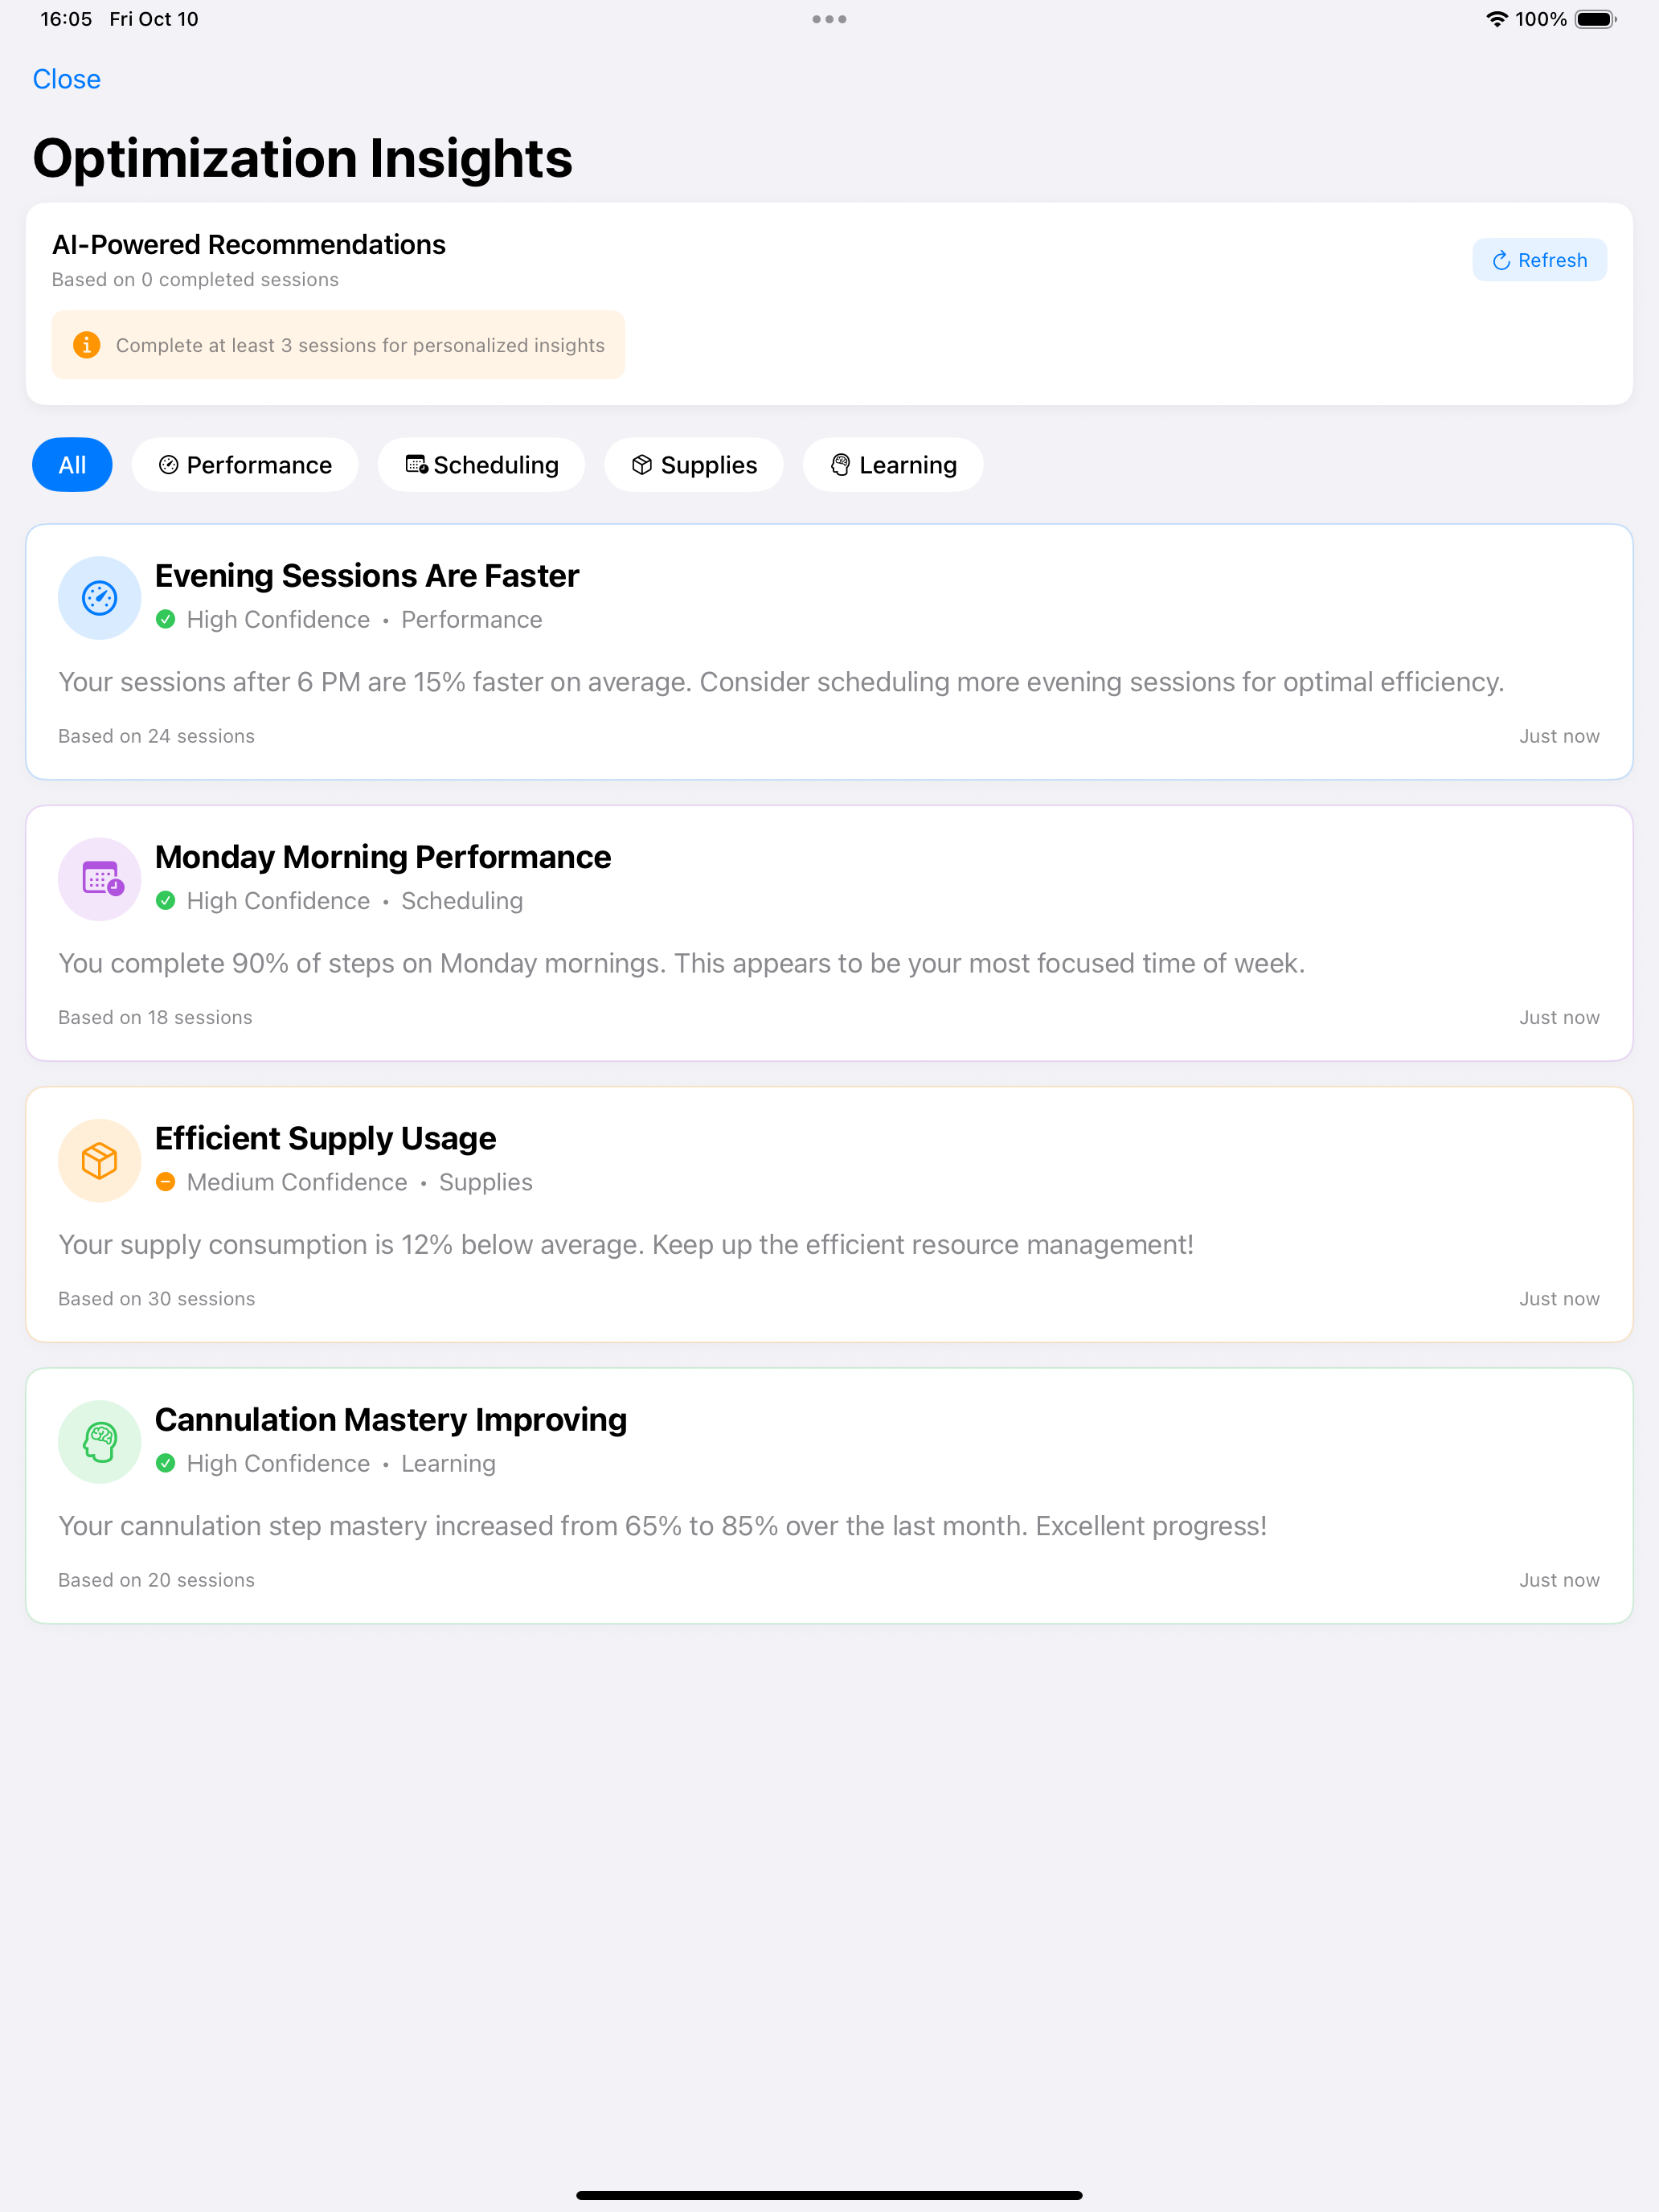 16:05 Fri Oct 10
100%
Close
Optimization Insights
AI-Powered Recommendations
Based on 0 completed sessions
Refresh
Complete at least 3 sessions for personalized insights
All Performance Scheduling Supplies Learning
Evening Sessions Are Faster
High Confidence • Performance
Your sessions after 6 PM are 15% faster on average. Consider scheduling more evening sessions for optimal efficiency.
Based on 24 sessions Just now
Monday Morning Performance
High Confidence • Scheduling
You complete 90% of steps on Monday mornings. This appears to be your most focused time of week.
Based on 18 sessions Just now
Efficient Supply Usage
Medium Confidence • Supplies
Your supply consumption is 12% below average. Keep up the efficient resource management!
Based on 30 sessions Just now
Cannulation Mastery Improving
High Confidence • Learning
Your cannulation step mastery increased from 65% to 85% over the last month. Excellent progress!
Based on 20 sessions Just now